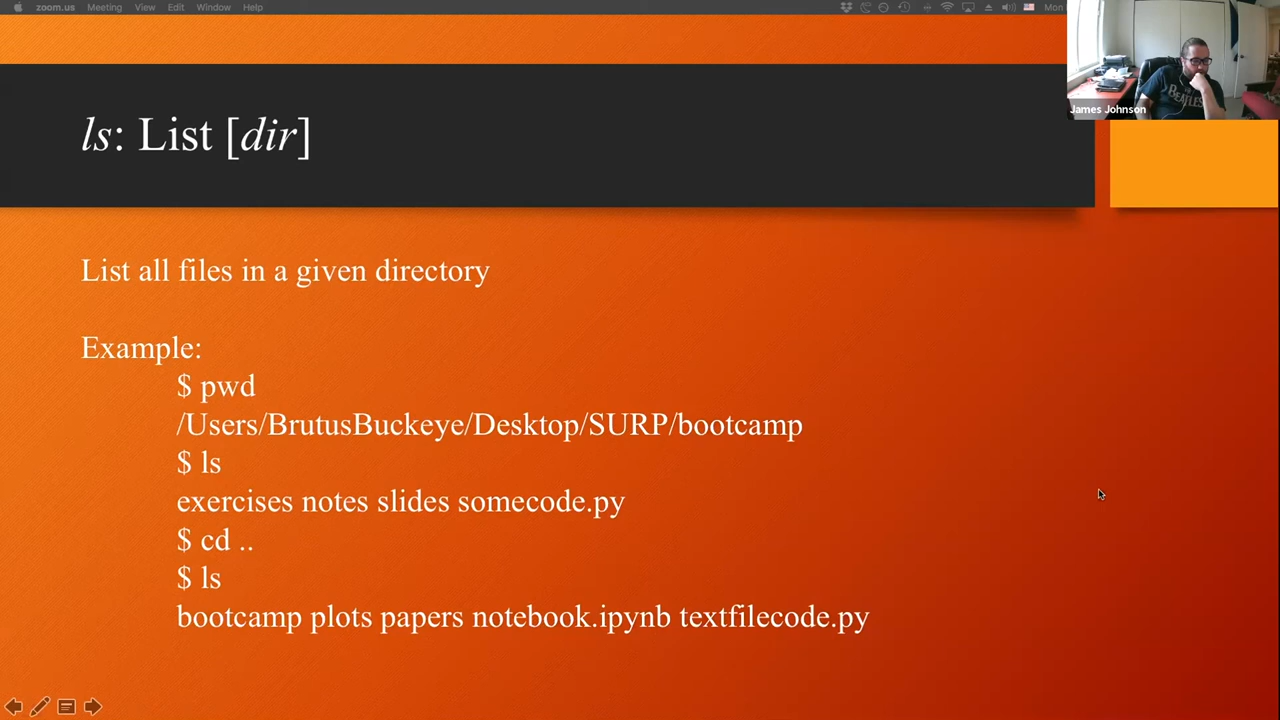 zoom.us Meeting View Edit Window Help Mon
James Johnson
BEATLES
ls: List [dir]
List all files in a given directory
Example:
$ pwd
/Users/BrutusBuckeye/Desktop/SURP/bootcamp
$ ls
exercises notes slides somecode.py
$ cd ..
$ ls
bootcamp plots papers notebook.ipynb textfilecode.py